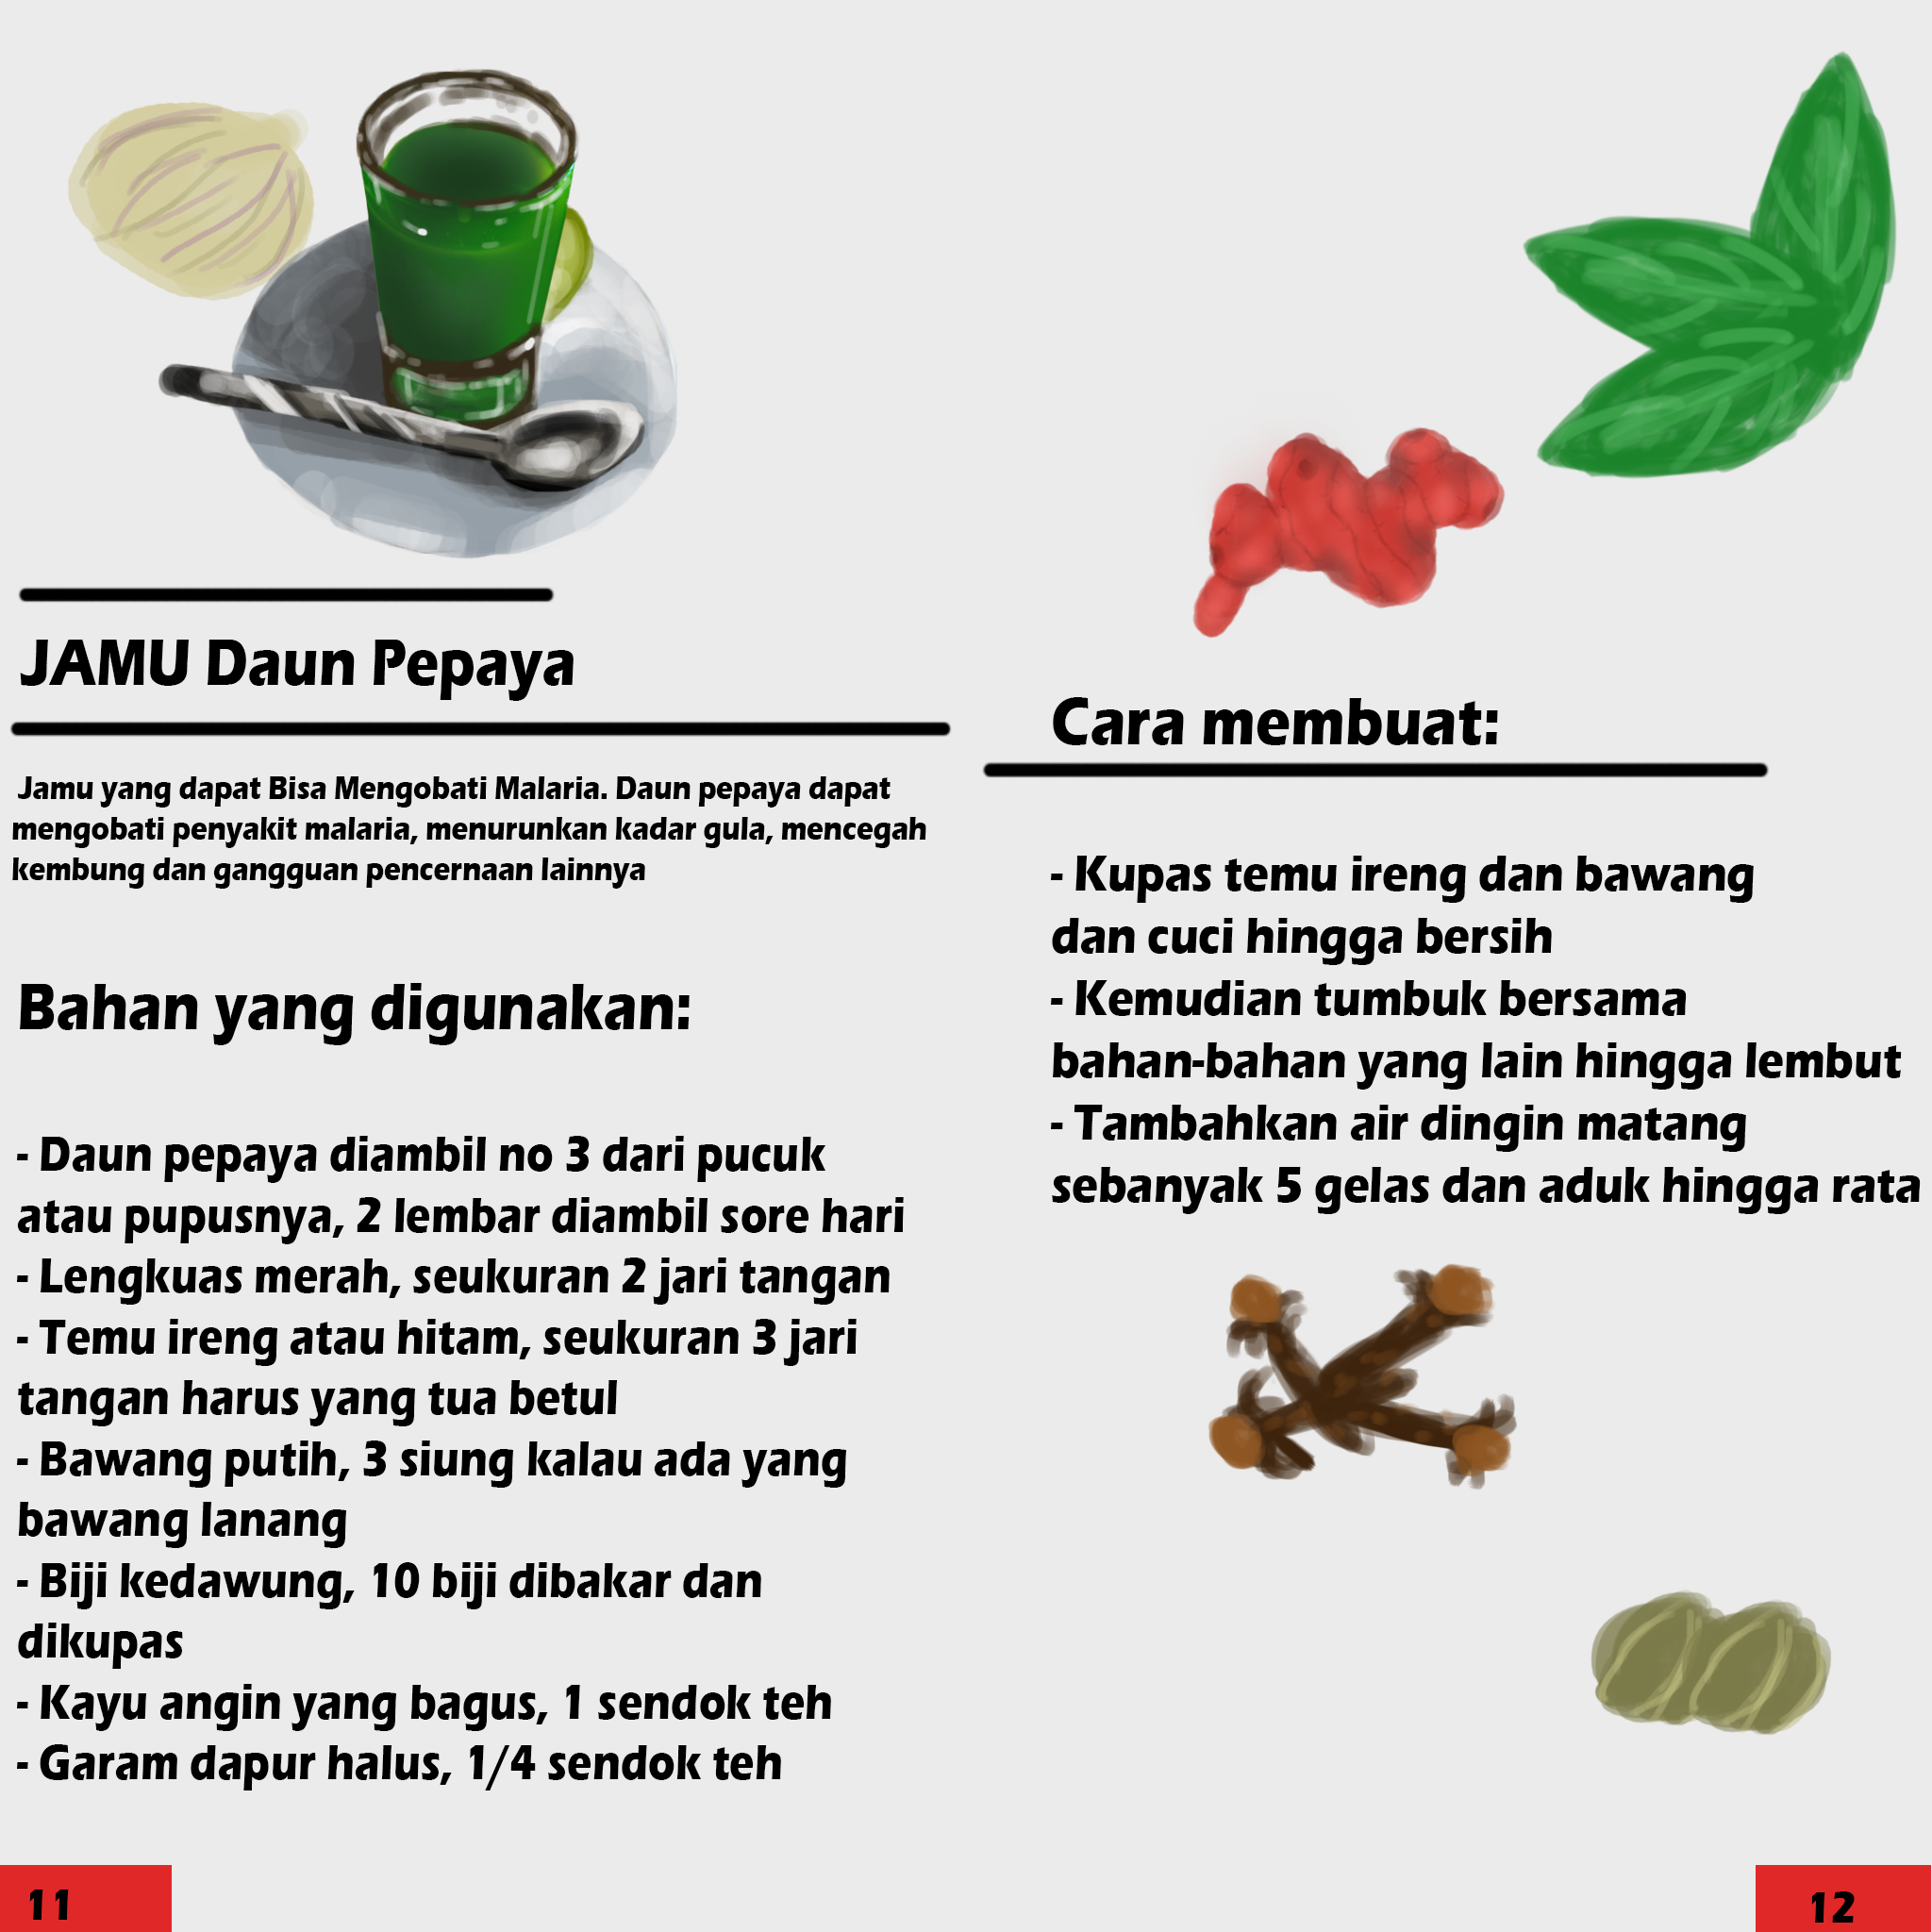 JAMU Daun Pepaya
Jamu yang dapat Bisa Mengobati Malaria. Daun pepaya dapat
mengobati penyakit malaria, menurunkan kadar gula, mencegah
kembung dan gangguan pencernaan lainnya
Bahan yang digunakan:
- Daun pepaya diambil no 3 dari pucuk
atau pupusnya, 2 lembar diambil sore hari
- Lengkuas merah, seukuran 2 jari tangan
- Temu ireng atau hitam, seukuran 3 jari
tangan harus yang tua betul
- Bawang putih, 3 siung kalau ada yang
bawang lanang
- Biji kedawung, 10 biji dibakar dan
dikupas
- Kayu angin yang bagus, 1 sendok teh
- Garam dapur halus, 1/4 sendok teh
11
Cara membuat:
- Kupas temu ireng dan bawang
dan cuci hingga bersih
- Kemudian tumbuk bersama
bahan-bahan yang lain hingga lembut
- Tambahkan air dingin matang
sebanyak 5 gelas dan aduk hingga rata
12